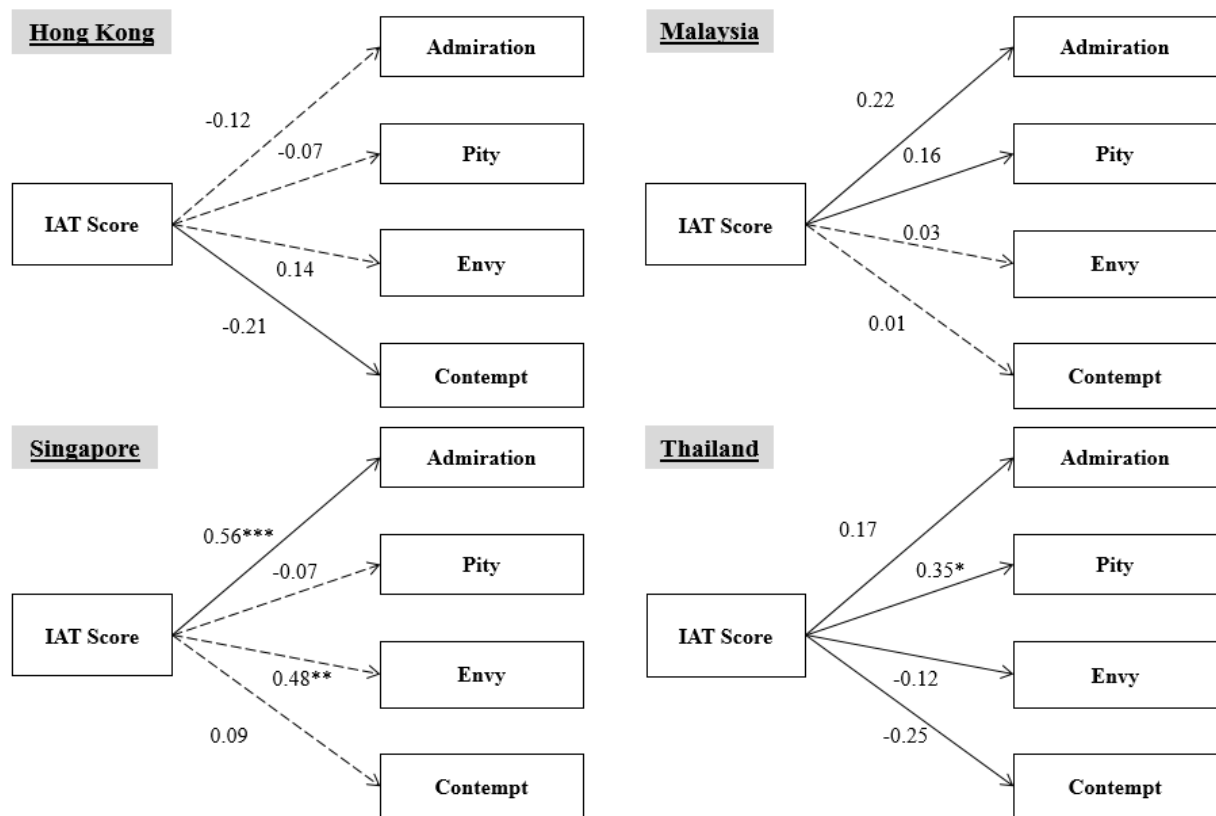 Hong Kong
IAT Score
-0.12
-0.07
0.14
-0.21
Admiration
Pity
Envy
Contempt
Malaysia
IAT Score
0.22
0.16
0.03
0.01
Admiration
Pity
Envy
Contempt
Singapore
IAT Score
0.56***
-0.07
0.48**
0.09
Admiration
Pity
Envy
Contempt
Thailand
IAT Score
0.17
0.35*
-0.12
-0.25
Admiration
Pity
Envy
Contempt